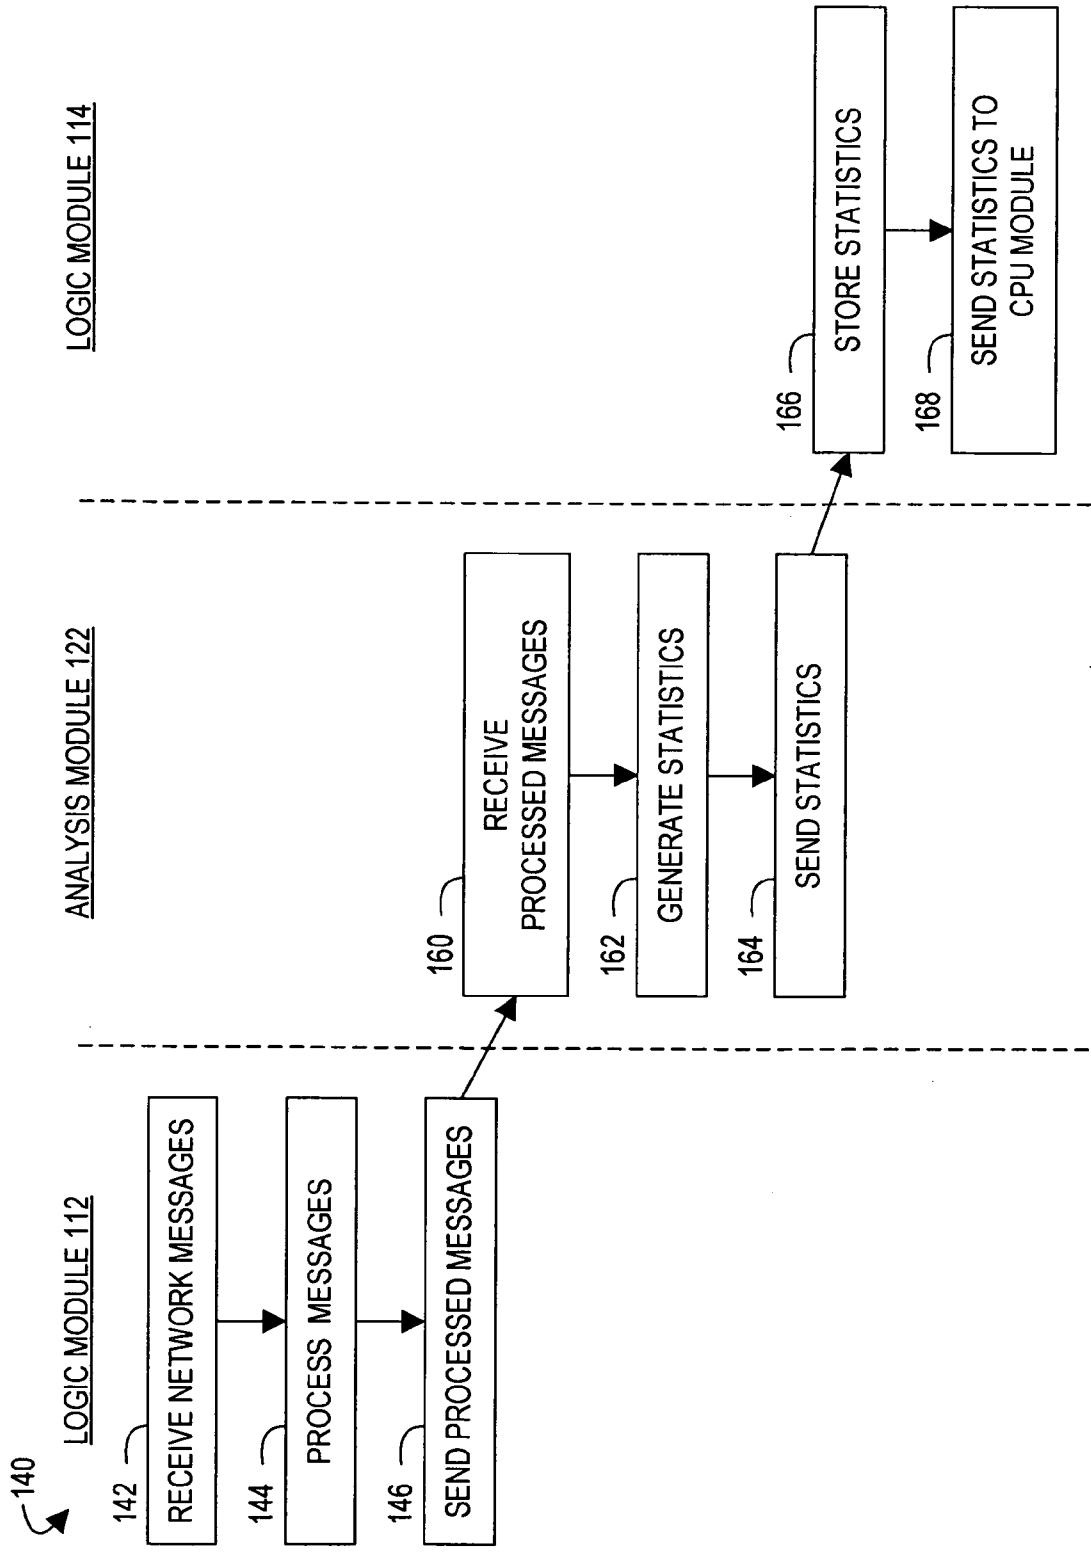 140
LOGIC MODULE 112
142
RECEIVE NETWORK MESSAGES
144
PROCESS MESSAGES
146
SEND PROCESSED MESSAGES
ANALYSIS MODULE 122
160
RECEIVE
PROCESSED MESSAGES
162
GENERATE STATISTICS
164
SEND STATISTICS
LOGIC MODULE 114
166
STORE STATISTICS
168
SEND STATISTICS TO
CPU MODULE